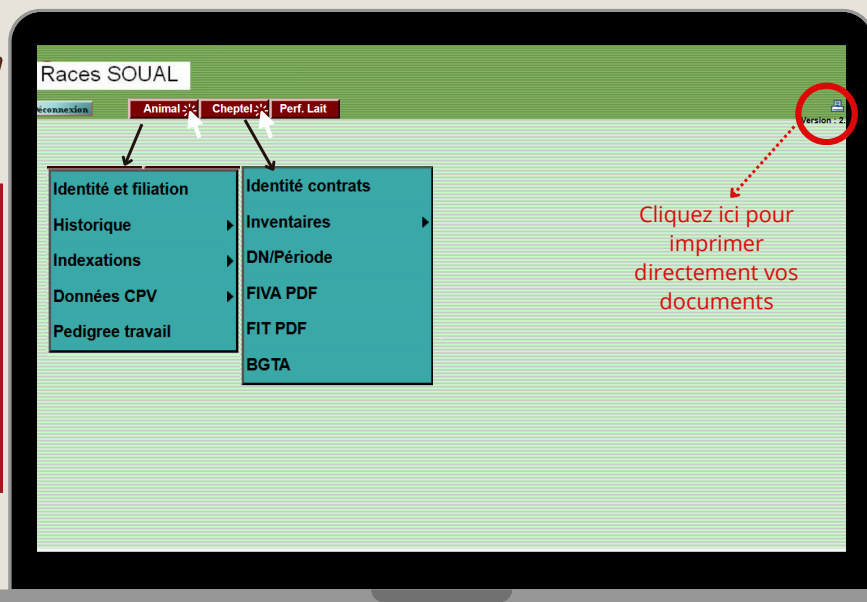 Races SOUAL
Déconnexion
Animal
Cheptel
Perf. Lait
Version : 2.
Identité et filiation
Historique
Indexations
Données CPV
Pedigree travail
Identité contrats
Inventaires
DN/Période
FIVA PDF
FIT PDF
BGTA
Cliquez ici pour
imprimer
directement vos
documents